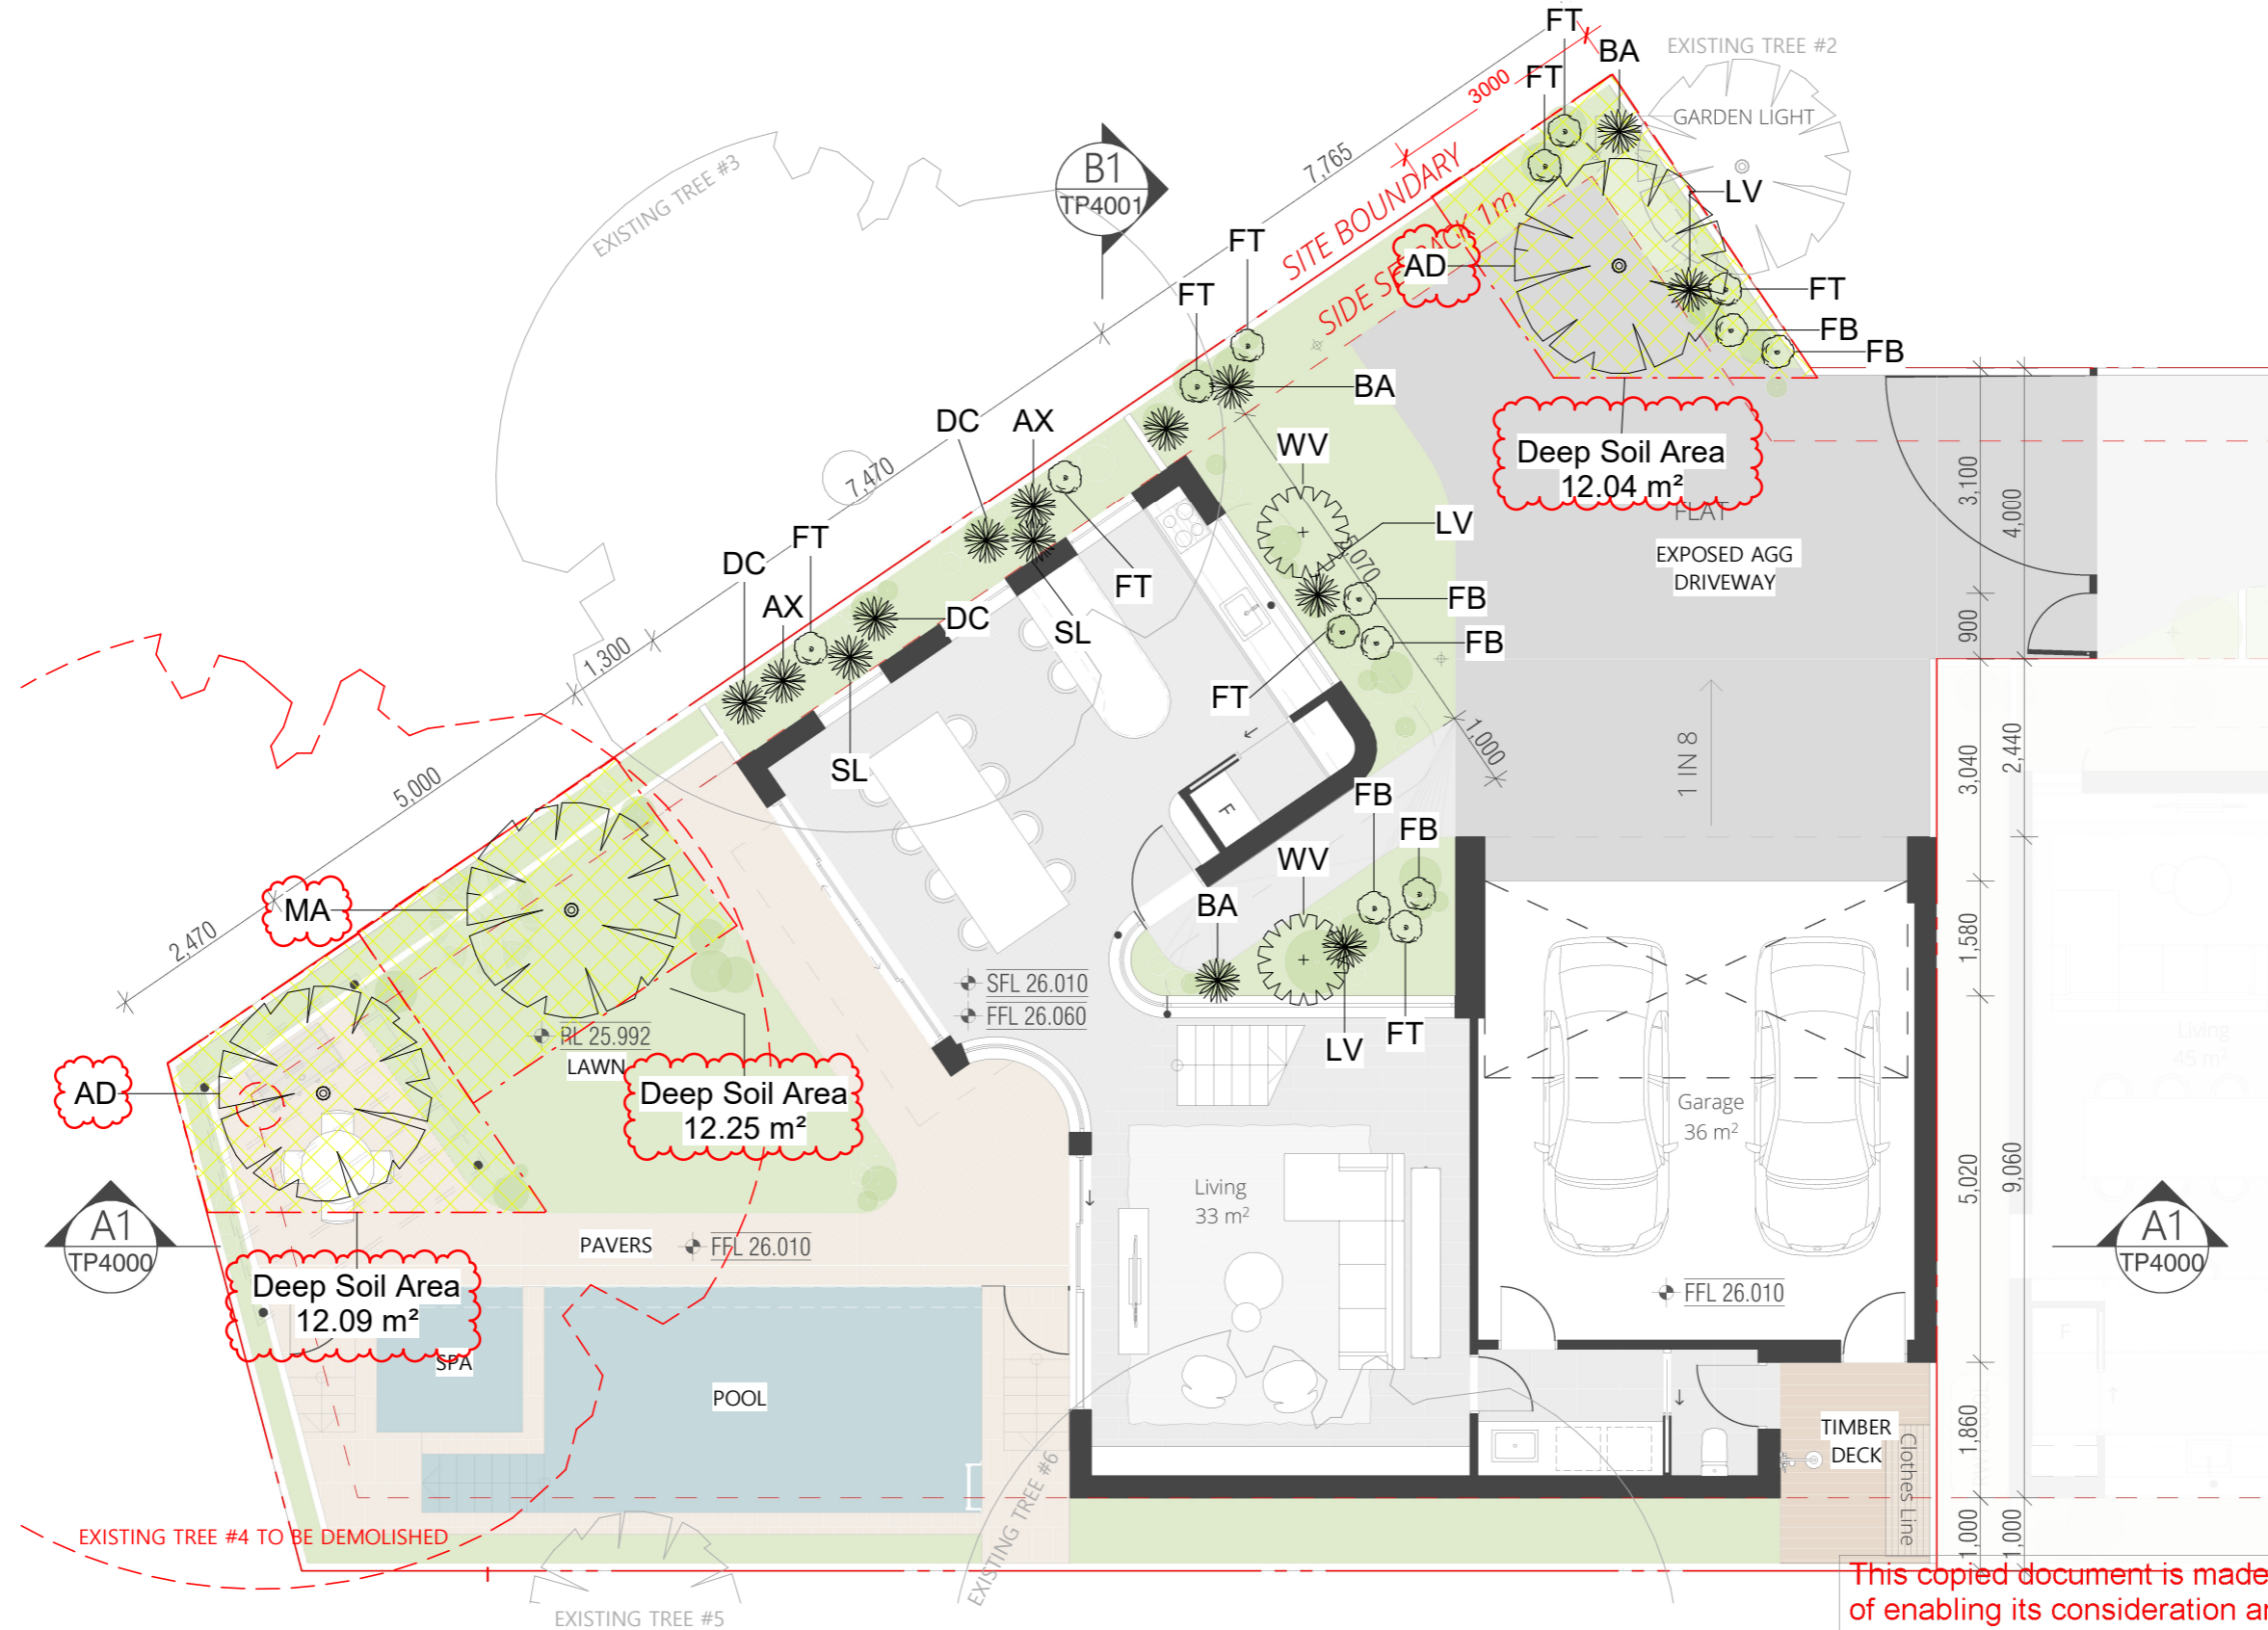 FT
BA
EXISTING TREE #2
3000
FT
GARDEN LIGHT
EXISTING TREE #3
B1
TP4001
7,765
SITE BOUNDARY
LV
FT
SIDE SETBACK 1m
AD
FT
FT
FB
FB
BA
DC
AX
WV
Deep Soil Area
12.04 m²
FLAT
3,100
4,000
7,470
LV
EXPOSED AGG
DRIVEWAY
FT
DC
AX
FT
DC
SL
FB
FB
900
1,300
FT
SL
1,000
1 IN 8
3,040
2,440
5,000
FB
FB
WV
BA
MA
2,470
1,580
SFL 26.010
FFL 26.060
LV
FT
RL 25.992
LAWN
AD
Deep Soil Area
12.25 m²
Garage
36 m²
Living
45 m²
5,020
9,060
Living
33 m²
A1
TP4000
PAVERS
FFL 26.010
A1
TP4000
FFL 26.010
Deep Soil Area
12.09 m²
SPA
POOL
TIMBER
DECK
Clothes Line
1,860
F
F
EXISTING TREE #4 TO BE DEMOLISHED
EXISTING TREE #6
1,000
1,000
EXISTING TREE #5
This copied document is made
of enabling its consideration